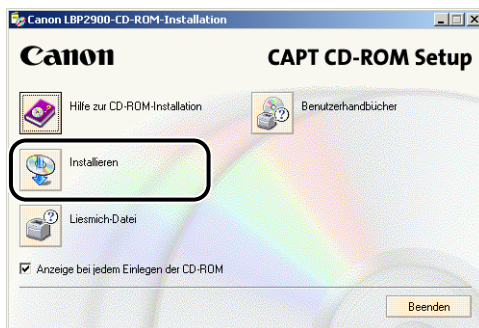 Canon LBP2900-CD-ROM-Installation
Canon
CAPT CD-ROM Setup
Hilfe zur CD-ROM-Installation
Benutzerhandbücher
Installieren
Liesmich-Datei
Anzeige bei jedem Einlegen der CD-ROM
Beenden